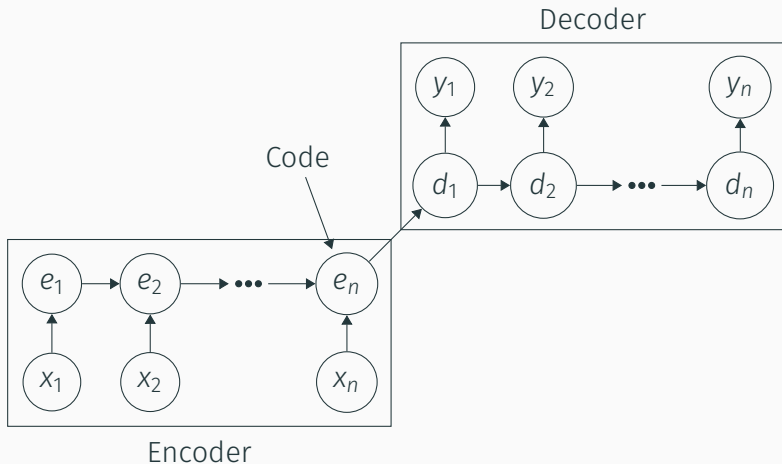 Decoder
y₁ y₂ yₙ
Code
d₁ d₂ ••• dₙ
e₁ e₂ ••• eₙ
x₁ x₂ xₙ
Encoder